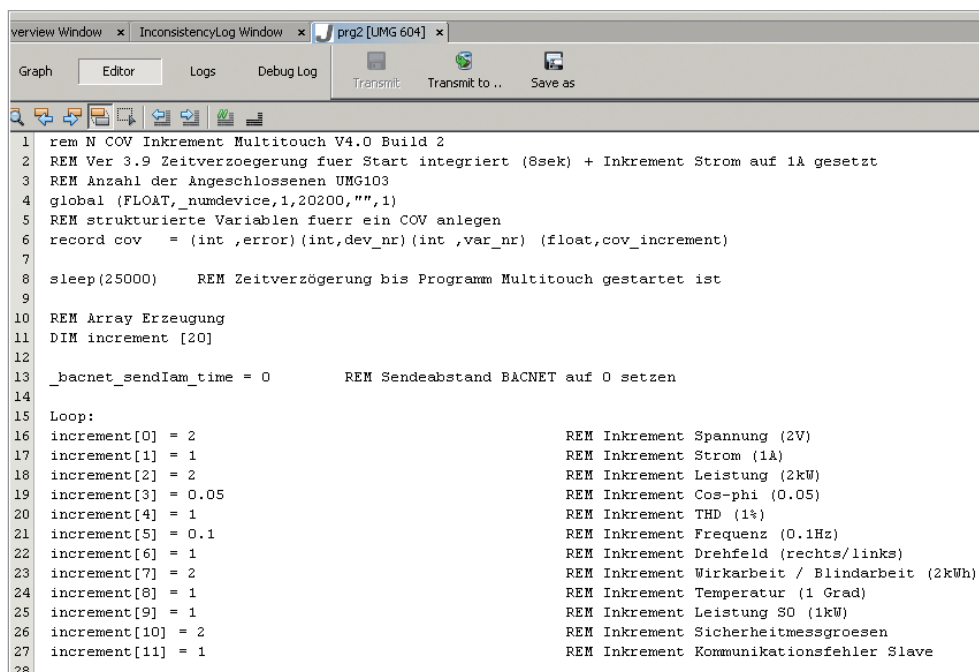 verview Window x InconsistencyLog Window x prg2 [UMG 604] x
Graph Editor Logs Debug Log Transmit Transmit to .. Save as
1 rem N COV Inkrement Multitouch V4.0 Build 2
2 REM Ver 3.9 Zeitverzoegerung fuer Start integriert (8sek) + Inkrement Strom auf 1A gesetzt
3 REM Anzahl der Angeschlossenen UMG103
4 global (FLOAT,_numdevice,1,20200,"",1)
5 REM strukturierte Variablen fuerr ein COV anlegen
6 record cov = (int ,error)(int,dev_nr)(int ,var_nr) (float,cov_increment)
7
8 sleep(25000) REM Zeitverzögerung bis Programm Multitouch gestartet ist
9
10 REM Array Erzeugung
11 DIM increment [20]
12
13 _bacnet_sendIam_time = 0 REM Sendeabstand BACNET auf 0 setzen
14
15 Loop:
16 increment[0] = 2 REM Inkrement Spannung (2V)
17 increment[1] = 1 REM Inkrement Strom (1A)
18 increment[2] = 2 REM Inkrement Leistung (2kW)
19 increment[3] = 0.05 REM Inkrement Cos-phi (0.05)
20 increment[4] = 1 REM Inkrement THD (1%)
21 increment[5] = 0.1 REM Inkrement Frequenz (0.1Hz)
22 increment[6] = 1 REM Inkrement Drehfeld (rechts/links)
23 increment[7] = 2 REM Inkrement Wirkarbeit / Blindarbeit (2kWh)
24 increment[8] = 1 REM Inkrement Temperatur (1 Grad)
25 increment[9] = 1 REM Inkrement Leistung S0 (1kW)
26 increment[10] = 2 REM Inkrement Sicherheitmessgroesen
27 increment[11] = 1 REM Inkrement Kommunikationsfehler Slave
28